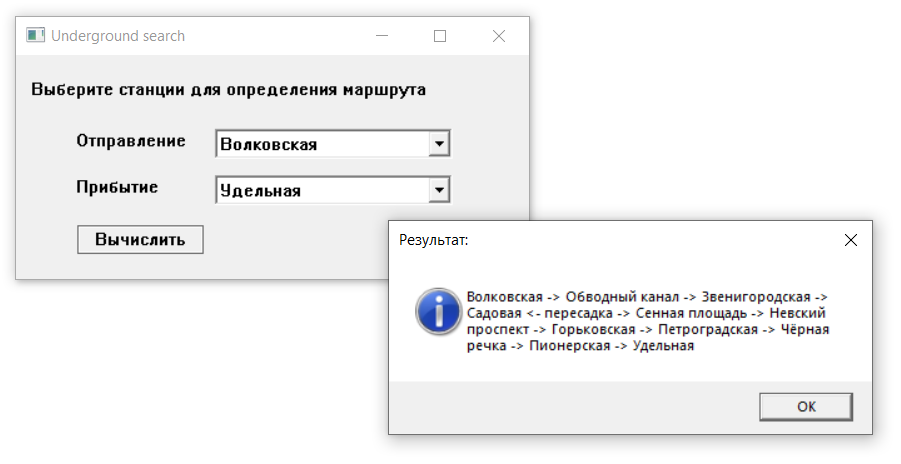 Underground search
Выберите станции для определения маршрута
Отправление
Волковская
Прибытие
Удельная
Вычислить
Результат:
Волковская -> Обводный канал -> Звенигородская ->
Садовая <- пересадка -> Сенная площадь -> Невский
проспект -> Горьковская -> Петроградская -> Чёрная
речка -> Пионерская -> Удельная
OK